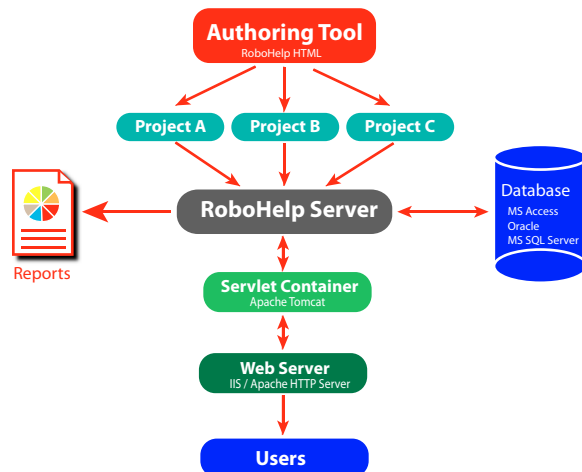 Authoring Tool
RoboHelp HTML
Project A
Project B
Project C
RoboHelp Server
Database
MS Access
Oracle
MS SQL Server
Reports
Servlet Container
Apache Tomcat
Web Server
IIS / Apache HTTP Server
Users